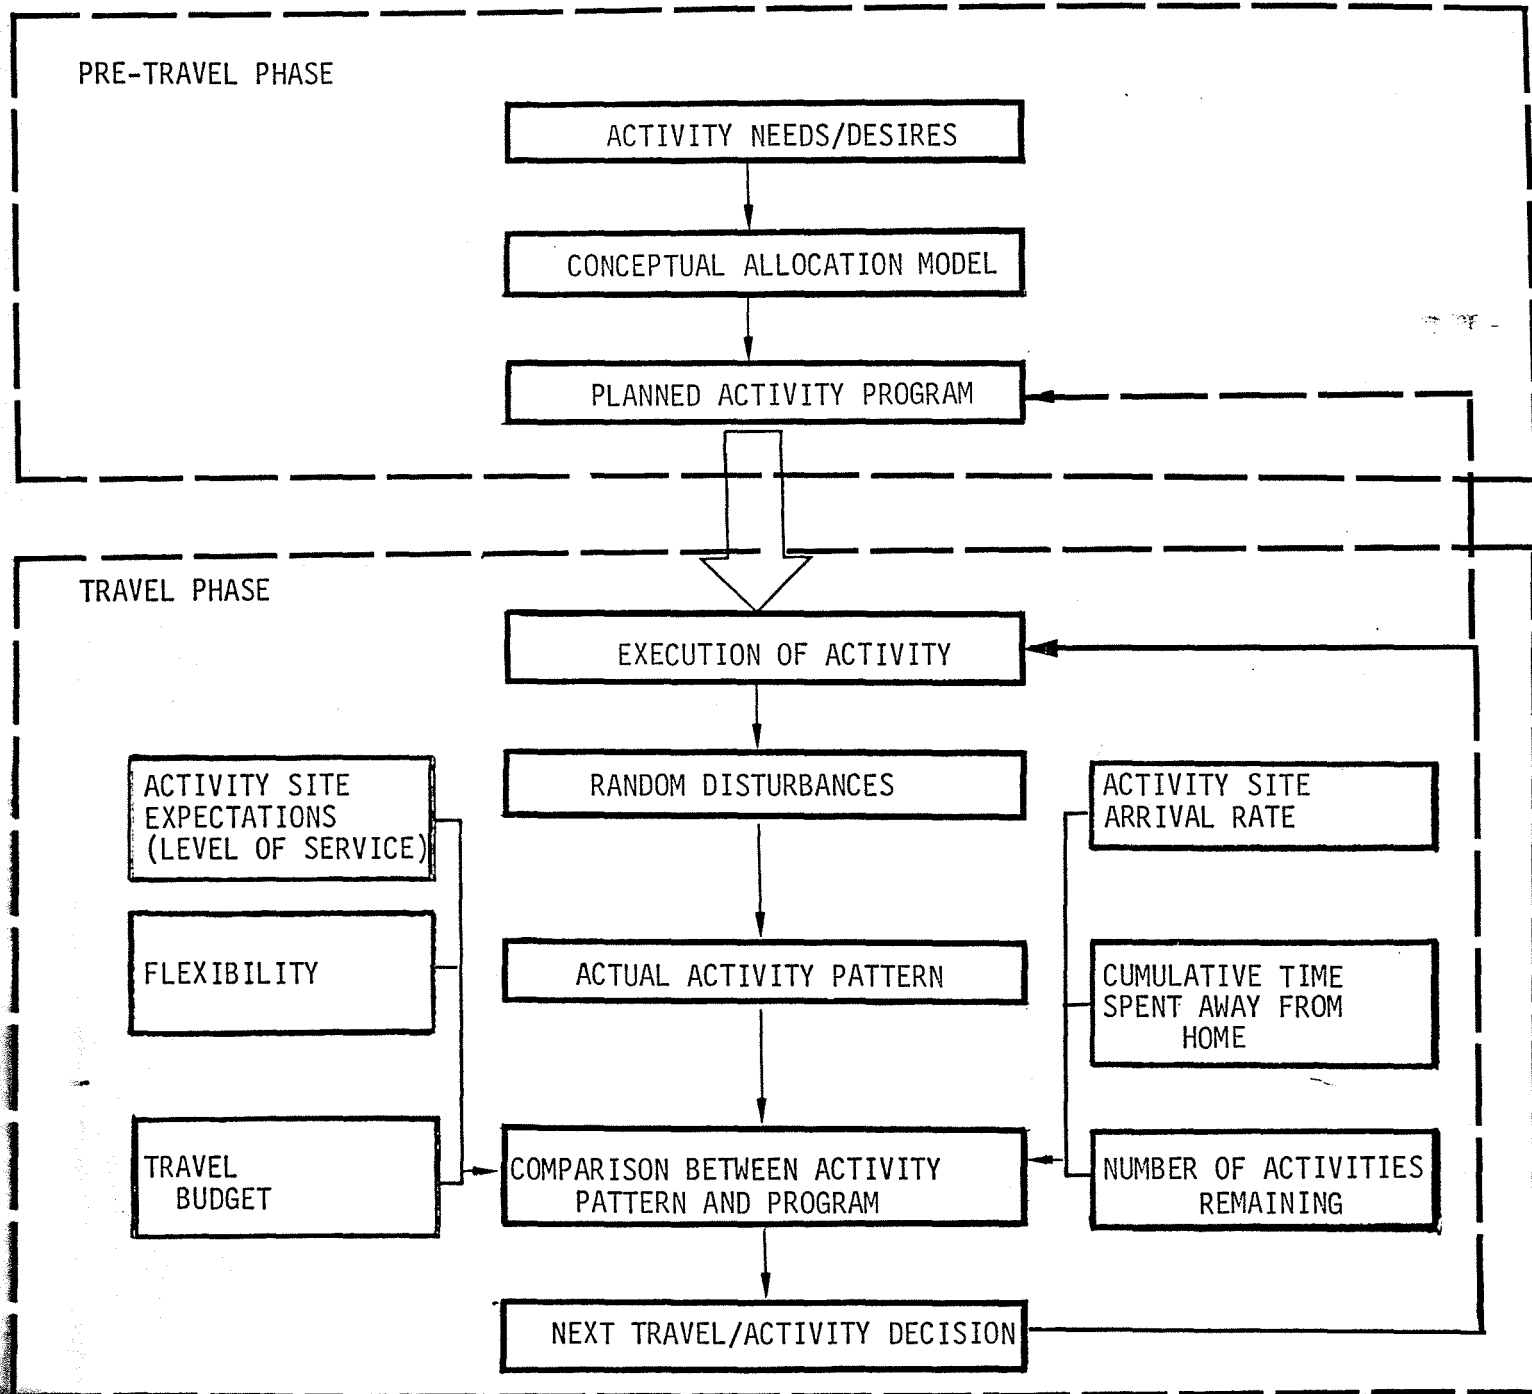 PRE-TRAVEL PHASE
ACTIVITY NEEDS/DESIRES
CONCEPTUAL ALLOCATION MODEL
PLANNED ACTIVITY PROGRAM
TRAVEL PHASE
EXECUTION OF ACTIVITY
RANDOM DISTURBANCES
ACTIVITY SITE
EXPECTATIONS
(LEVEL OF SERVICE)
ACTIVITY SITE
ARRIVAL RATE
FLEXIBILITY
ACTUAL ACTIVITY PATTERN
CUMULATIVE TIME
SPENT AWAY FROM
HOME
TRAVEL
BUDGET
COMPARISON BETWEEN ACTIVITY
PATTERN AND PROGRAM
NUMBER OF ACTIVITIES
REMAINING
NEXT TRAVEL/ACTIVITY DECISION